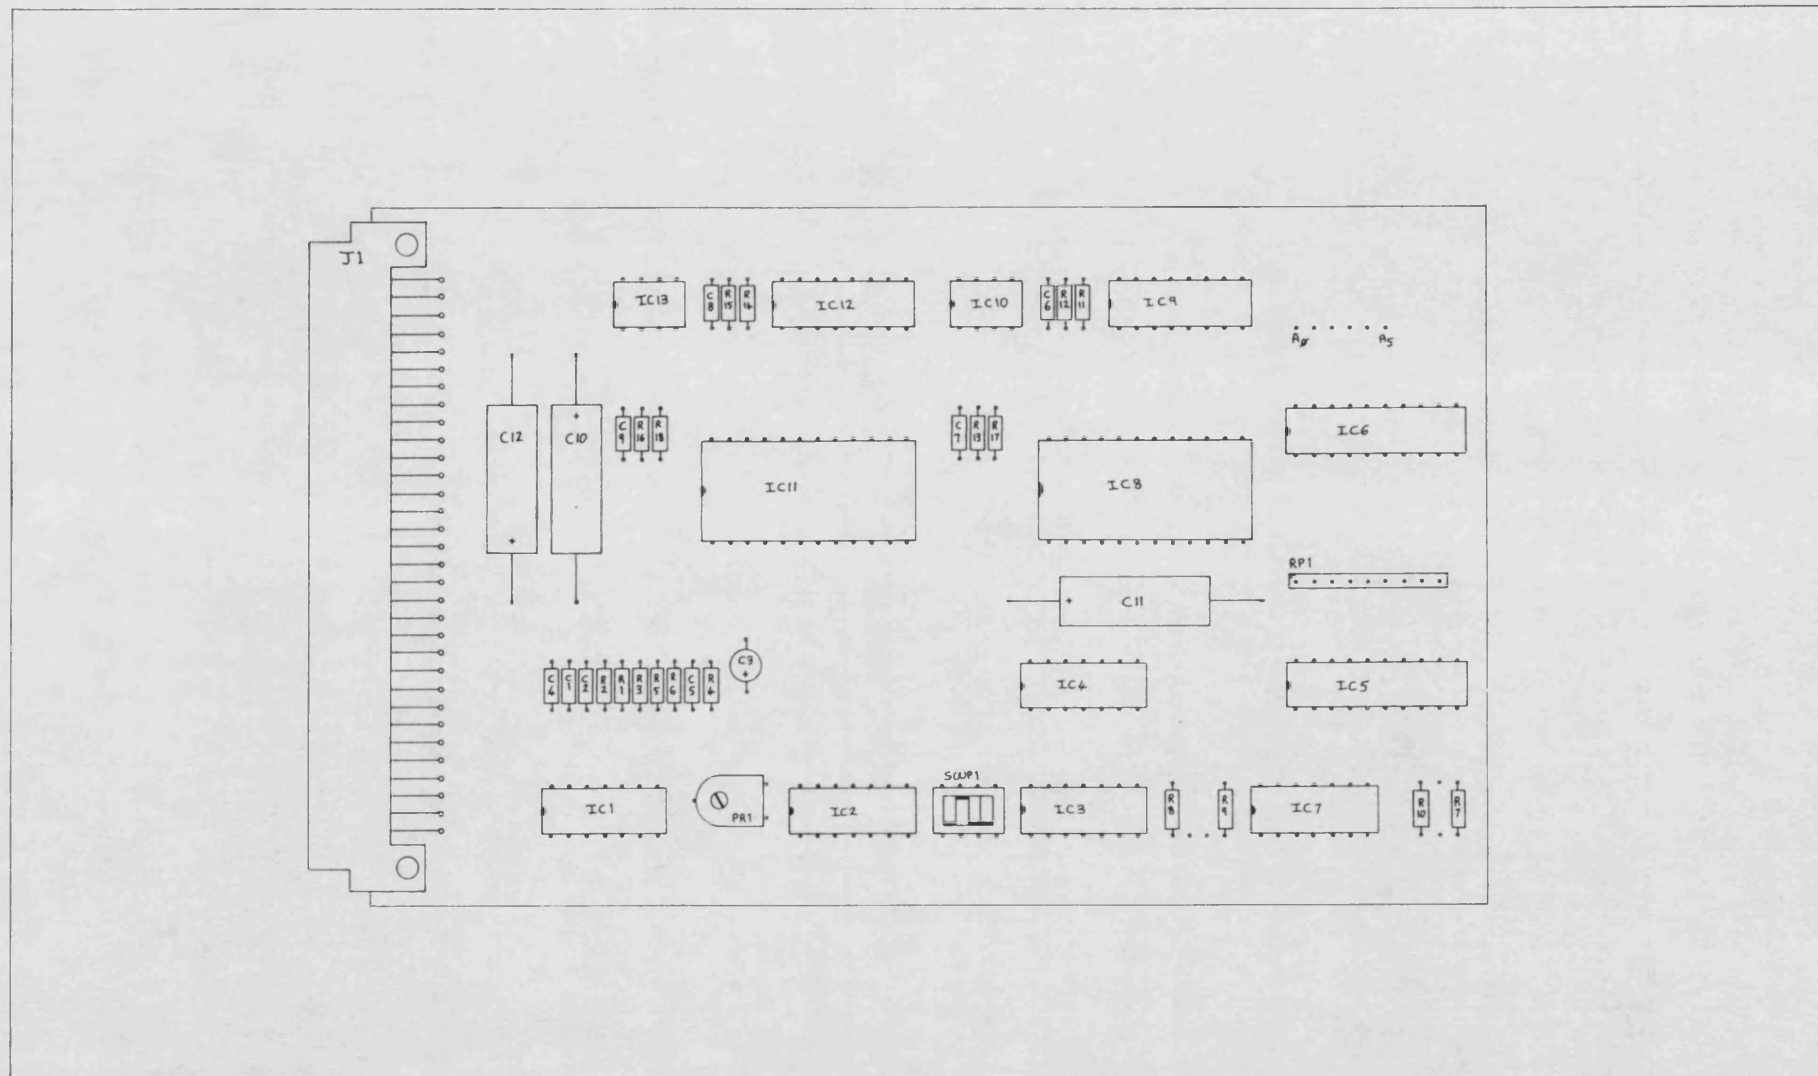 J1
IC13
C8
R15
R14
IC12
IC10
C6
R12
R11
IC9
AØ
A5
C12
+
C10
+
C9
R16
R18
C7
R13
R17
IC6
IC11
IC8
RP1
C11
+
C3
+
C4
C1
C2
R2
R1
R3
R5
R6
C5
R4
IC4
IC5
SWP1
IC1
PR1
IC2
IC3
R8
R9
IC7
R10
R7